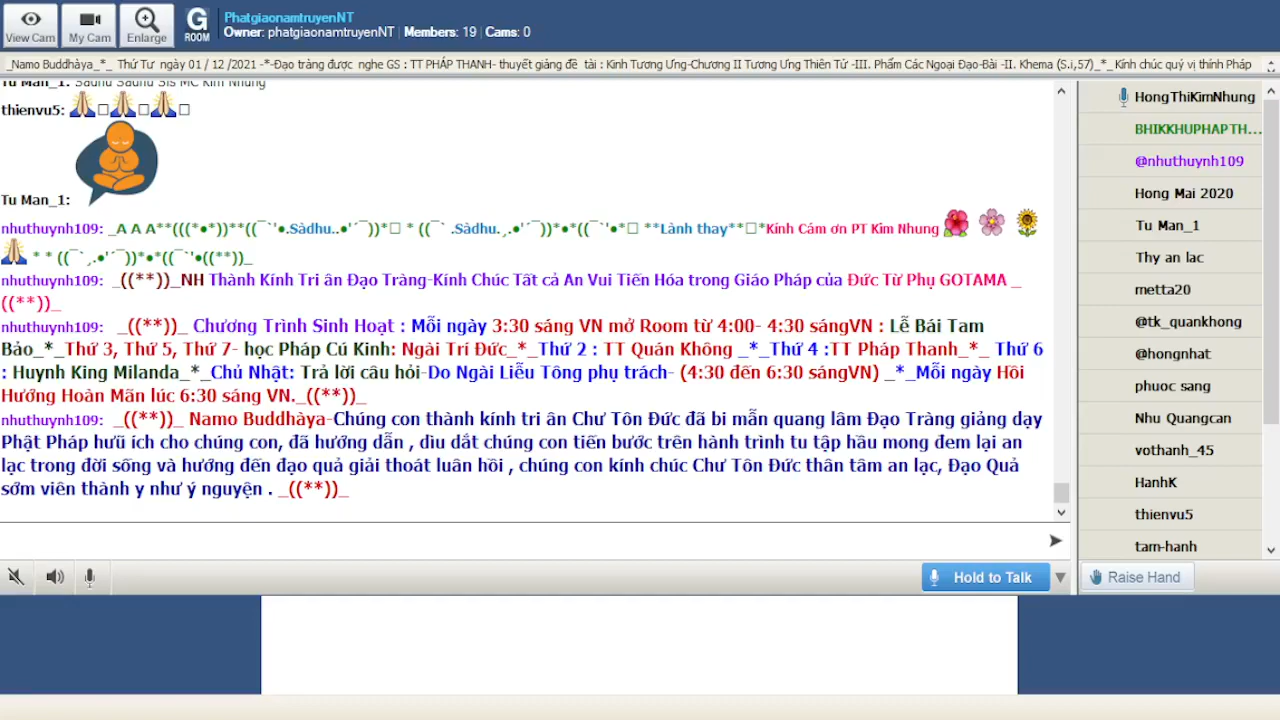 PhatgiaonamtruyenNT
Owner: phatgiaonamtruyenNT | Members: 19 | Cams: 0
View Cam
My Cam
Enlarge
G
ROOM
_Namo Buddhàya_*_ Thứ Tư ngày 01 / 12 /2021 -*-Đạo tràng được nghe GS : TT PHÁP THANH- thuyết giảng đề tài : Kinh Tương Ưng-Chương II Tương Ưng Thiên Tử -III. Phẩm Các Ngoại Đạo-Bài -II. Khema (S.i,57)_*_Kính chúc quý vị thính Pháp
Tu Man_1: Sadhu Sadhu Sis MC Kim Nhung
thienvu5:
Tu Man_1:
nhuthuynh109: _A A A**(((*•*))**((¯`'•.Sàdhu..•'´¯))*□ * ((¯` .Sàdhu.¸.•'´¯))*•*((¯`'•*□ **Lành thay**□*Kính Cám ơn PT Kim Nhung
* * ((¯`¸.•'´¯))*•*((¯`'•((**))_
nhuthuynh109: _((**))_NH Thành Kính Tri ân Đạo Tràng-Kính Chúc Tất cả An Vui Tiến Hóa trong Giáo Pháp của Đức Từ Phụ GOTAMA _
((**))_
nhuthuynh109: _((**))_ Chương Trình Sinh Hoạt : Mỗi ngày 3:30 sáng VN mở Room từ 4:00- 4:30 sángVN : Lễ Bái Tam
Bảo_*_Thứ 3, Thứ 5, Thứ 7- học Pháp Cú Kinh: Ngài Trí Đức_*_Thứ 2 : TT Quán Không _*_Thứ 4 :TT Pháp Thanh_*_ Thứ 6
: Huynh King Milanda_*_Chủ Nhật: Trả lời câu hỏi-Do Ngài Liễu Tông phụ trách- (4:30 đến 6:30 sángVN) _*_Mỗi ngày Hồi
Hướng Hoàn Mãn lúc 6:30 sáng VN._((**))_
nhuthuynh109: _((**))_ Namo Buddhàya-Chúng con thành kính tri ân Chư Tôn Đức đã bi mẫn quang lâm Đạo Tràng giảng dạy
Phật Pháp hữu ích cho chúng con, đã hướng dẫn , dìu dắt chúng con tiến bước trên hành trình tu tập hầu mong đem lại an
lạc trong đời sống và hướng đến đạo quả giải thoát luân hồi , chúng con kính chúc Chư Tôn Đức thân tâm an lạc, Đạo Quả
sớm viên thành y như ý nguyện . _((**))_
HongThiKimNhung
BHIKKHUPHAPTH...
@nhuthuynh109
Hong Mai 2020
Tu Man_1
Thy an lac
metta20
@tk_quankhong
@hongnhat
phuoc sang
Nhu Quangcan
vothanh_45
HanhK
thienvu5
tam-hanh
Hold to Talk
Raise Hand